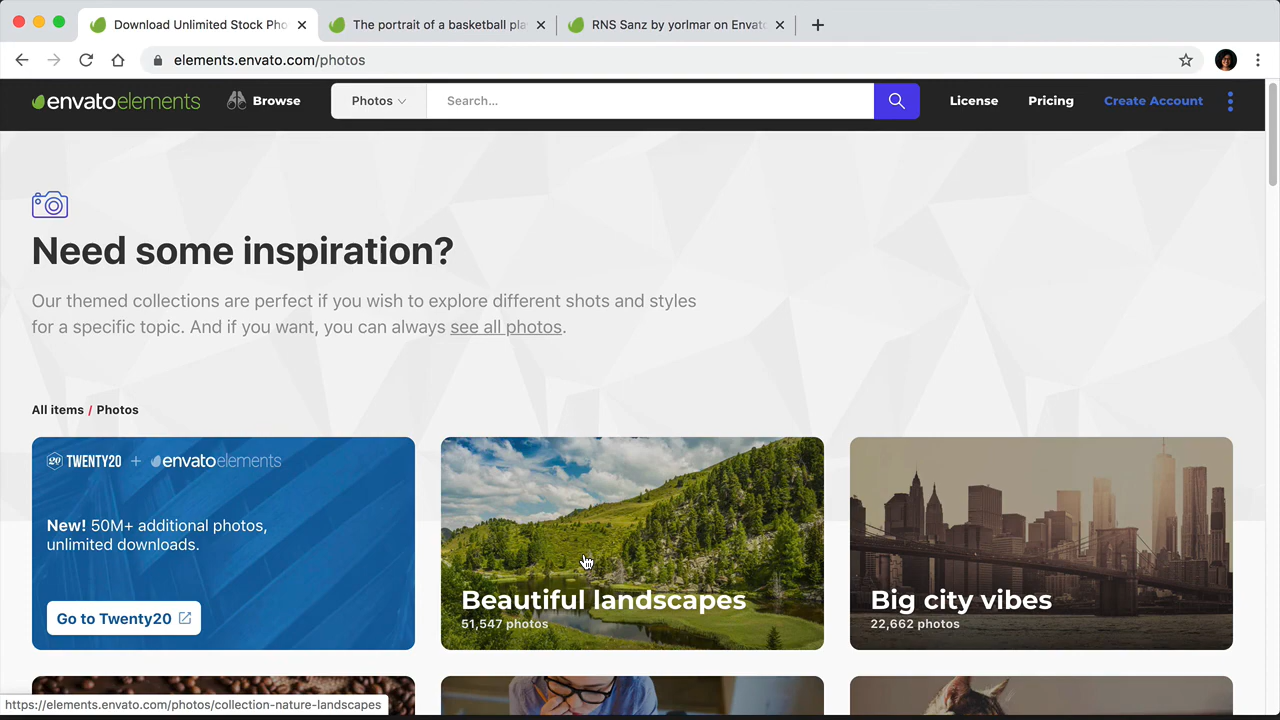 Download Unlimited Stock Pho
The portrait of a basketball pla
RNS Sanz by yorlmar on Envato
elements.envato.com/photos
envatoelements
Browse
Photos
Search...
License
Pricing
Create Account
Need some inspiration?
Our themed collections are perfect if you wish to explore different shots and styles
for a specific topic. And if you want, you can always see all photos.
All items / Photos
20 TWENTY20 + envatoelements
New! 50M+ additional photos,
unlimited downloads.
Go to Twenty20
Beautiful landscapes
51,547 photos
Big city vibes
22,662 photos
https://elements.envato.com/photos/collection-nature-landscapes